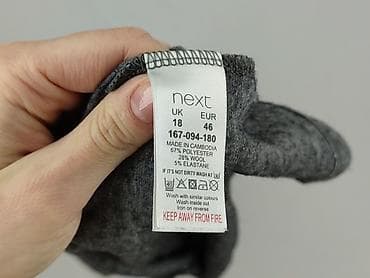 next
UK EUR
18 46
167-094-180
MADE IN CAMBODIA
67% POLYESTER
28% WOOL
5% ELASTANE
IF IT'S NOT DIRTY WASH AT
Wash with similar colours
Wash inside out
Iron on reverse
KEEP AWAY FROM FIRE